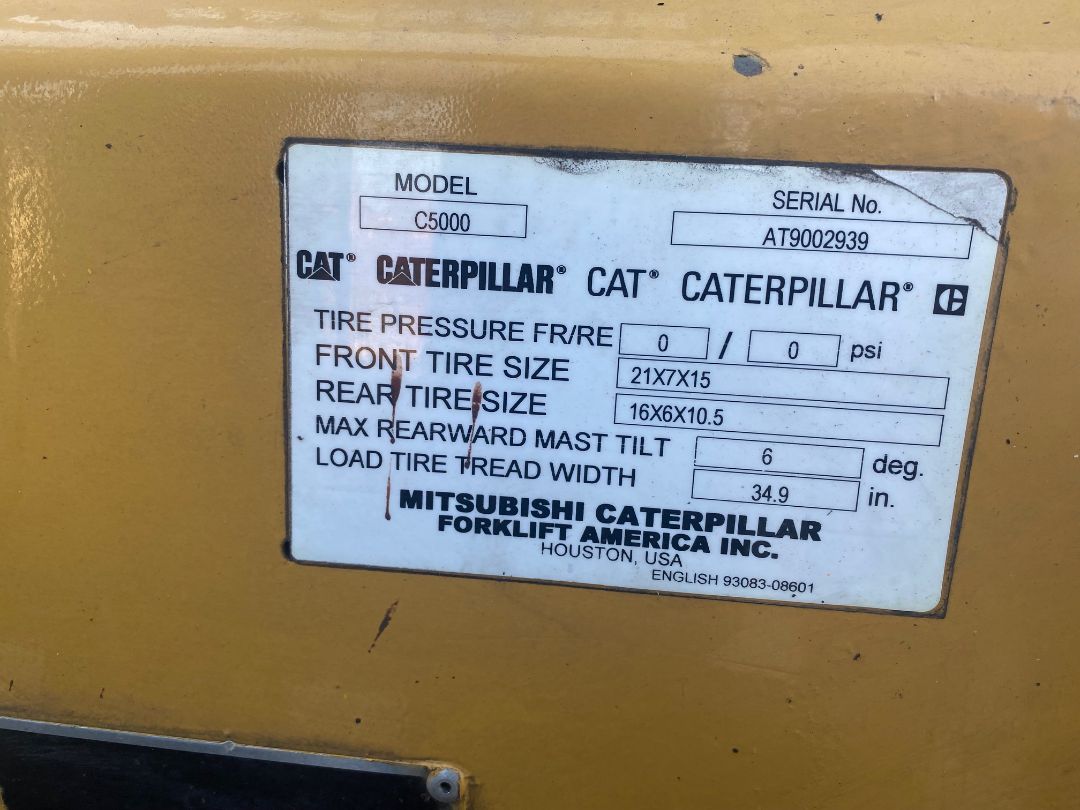 MODEL
C5000
SERIAL No.
AT9002939
CAT® CATERPILLAR® CAT® CATERPILLAR®
TIRE PRESSURE FR/RE 0 / 0 psi
FRONT TIRE SIZE 21X7X15
REAR TIRE SIZE 16X6X10.5
MAX REARWARD MAST TILT 6 deg.
LOAD TIRE TREAD WIDTH 34.9 in.
MITSUBISHI CATERPILLAR
FORKLIFT AMERICA INC.
HOUSTON, USA
ENGLISH 93083-08601